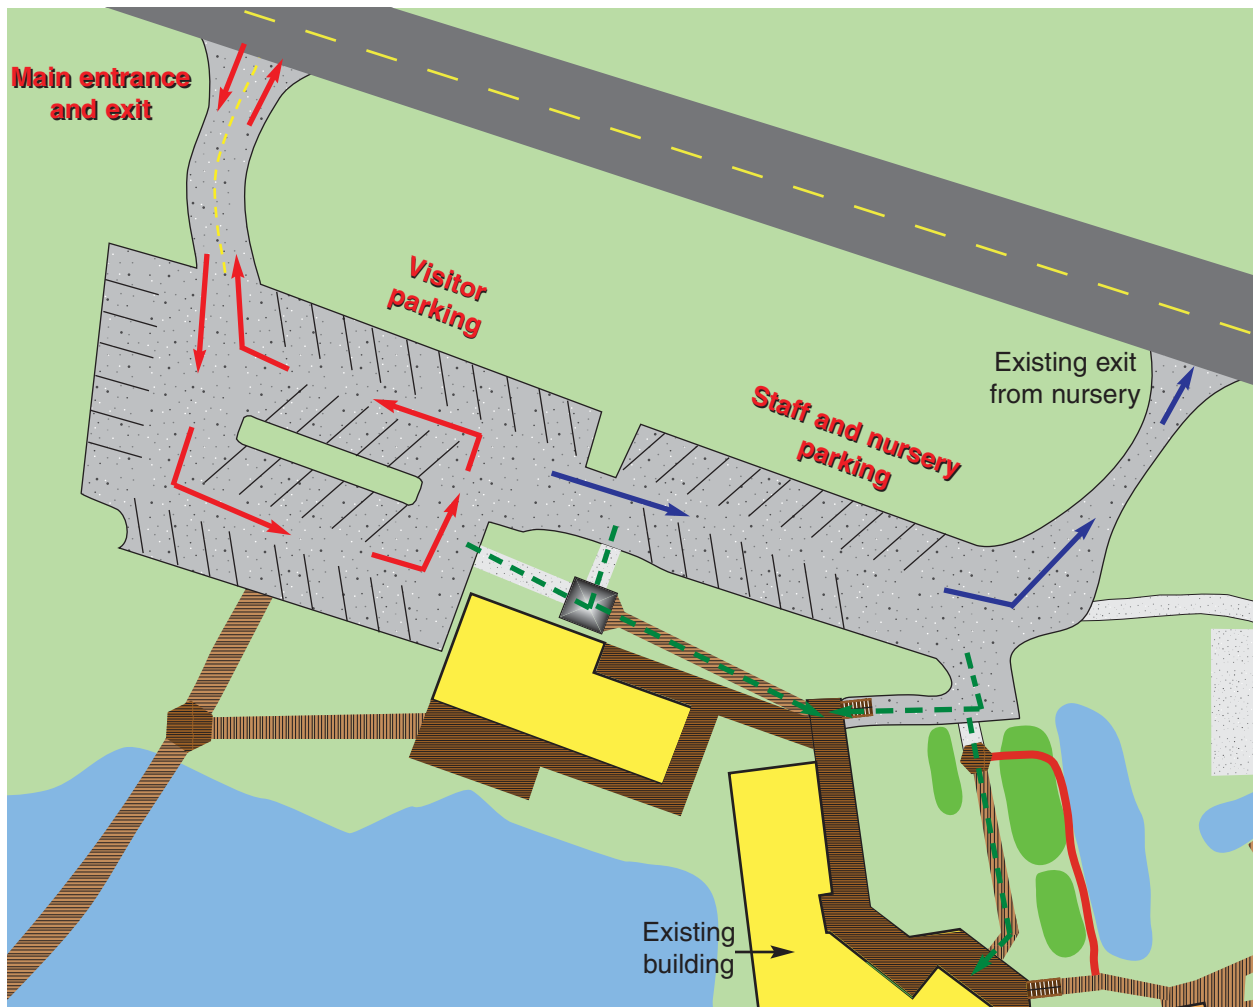 Main entrance
and exit
Visitor
parking
Staff and nursery
parking
Existing exit
from nursery
Existing
building